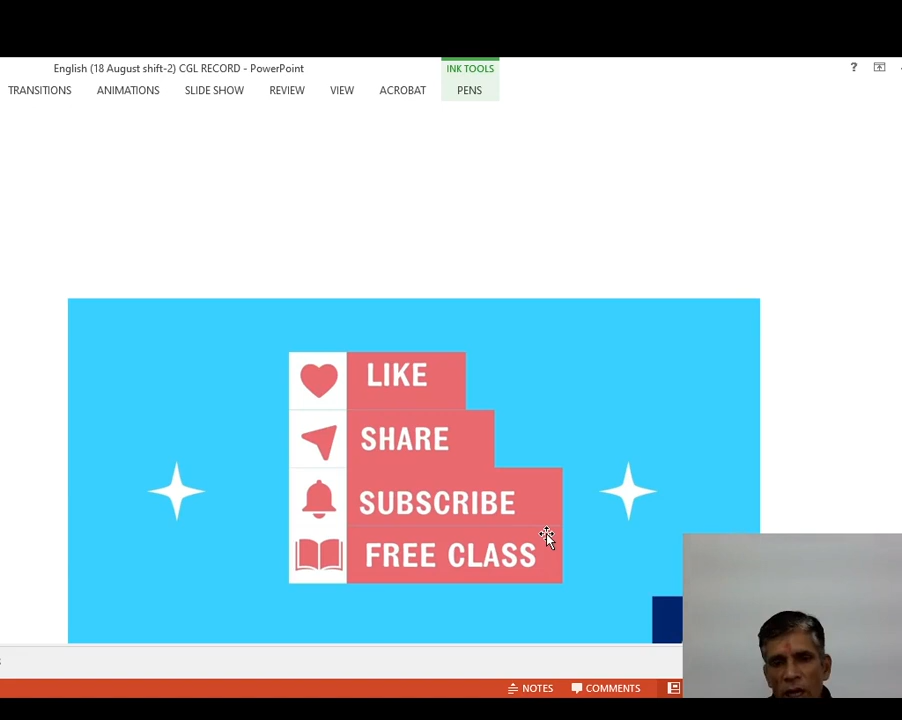 English (18 August shift-2) CGL RECORD - PowerPoint
INK TOOLS
?
TRANSITIONS ANIMATIONS SLIDE SHOW REVIEW VIEW ACROBAT PENS
LIKE
SHARE
SUBSCRIBE
FREE CLASS
NOTES COMMENTS